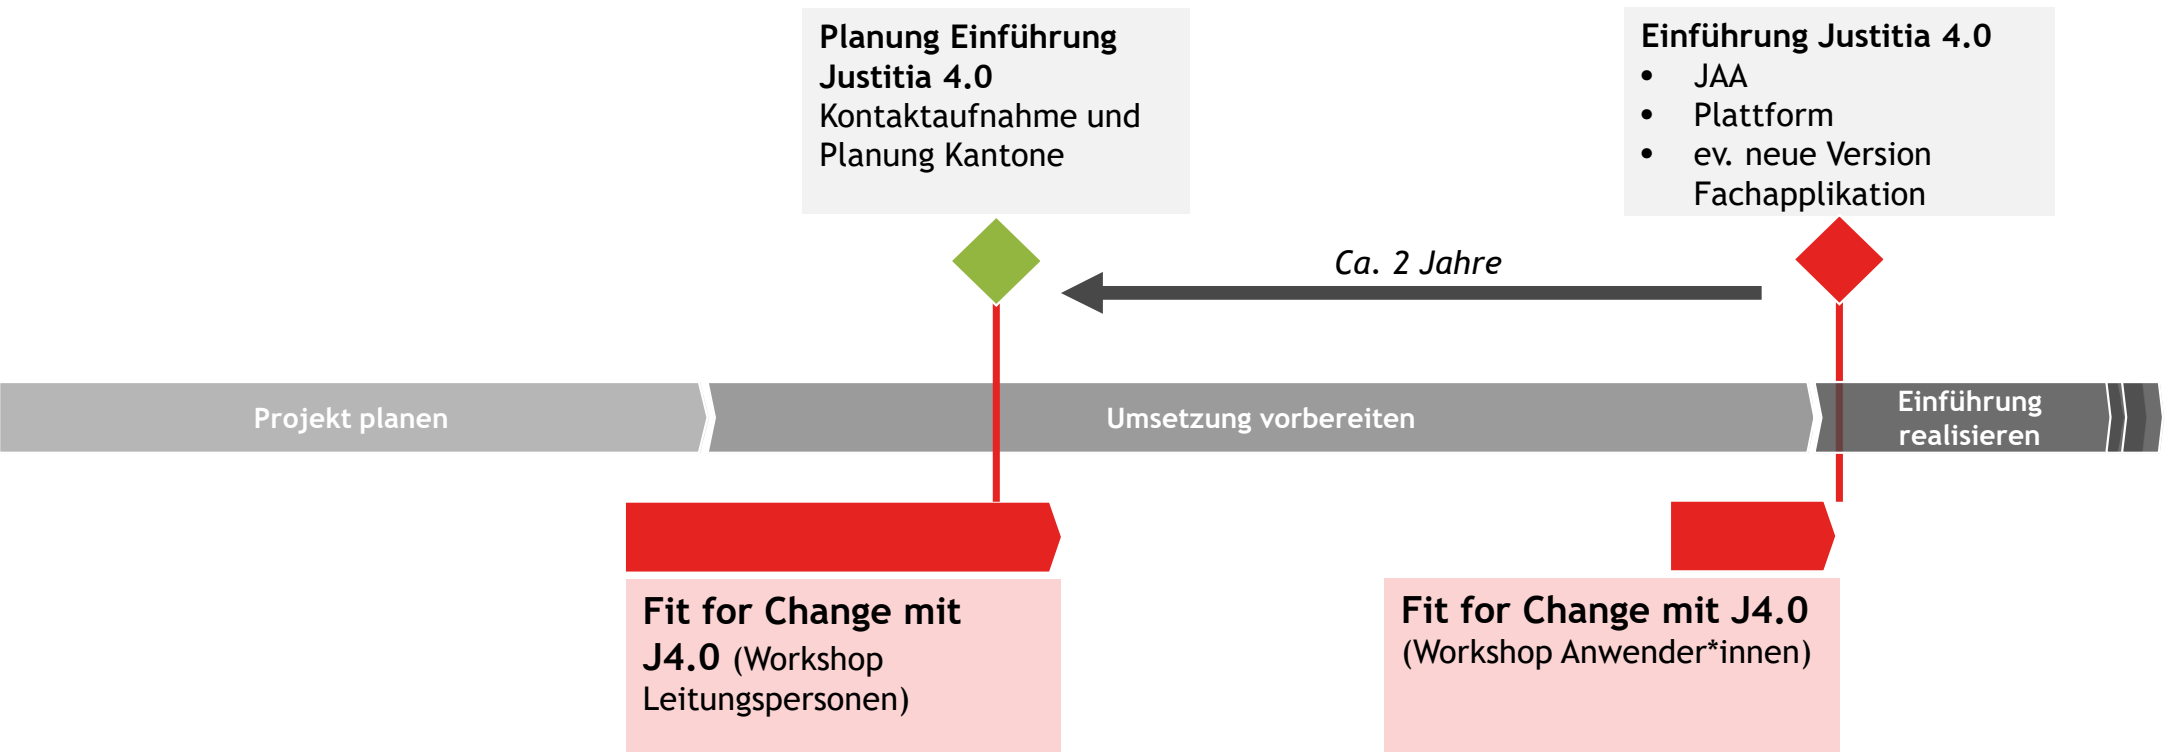 Planung Einführung
Justitia 4.0
Kontaktaufnahme und
Planung Kantone
Einführung Justitia 4.0
• JAA
• Plattform
• ev. neue Version
Fachapplikation
Ca. 2 Jahre
Projekt planen
Umsetzung vorbereiten
Einführung
realisieren
Fit for Change mit
J4.0 (Workshop
Leitungspersonen)
Fit for Change mit J4.0
(Workshop Anwender*innen)